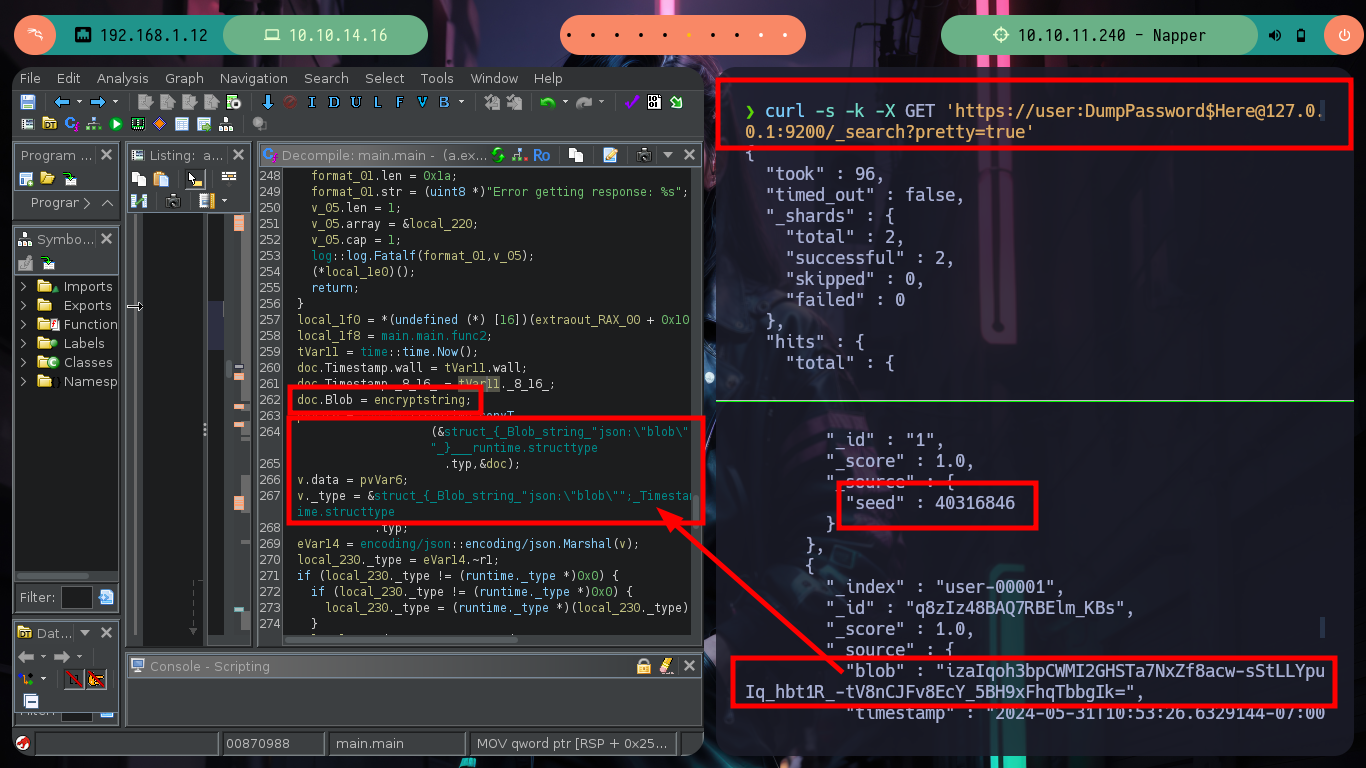 192.168.1.12
10.10.14.16
10.10.11.240 - Napper
File Edit Analysis Graph Navigation Search Select Tools Window Help
I D U L F V B
Program ...
Prograr
Symbo...
Imports
Exports
Function
Labels
Classes
Namesp
Filter:
Dat...
Listing: a...
Decompile: main.main - (a.ex...
Ro
248 format_01.len = 0x1a;
249 format_01.str = (uint8 *)"Error getting response: %s";
250 v_05.len = 1;
251 v_05.array = &local_220;
252 v_05.cap = 1;
253 log::log.Fatalf(format_01,v_05);
254 (*local_1e0)();
255 return;
256 }
257 local_1f0 = *(undefined (*) [16])(extraout_RAX_00 + 0x10
258 local_1f8 = main.main.func2;
259 tVar11 = time::time.Now();
260 doc.Timestamp.wall = tVar11.wall;
261 doc.Timestamp._8_16_ = tVar11._8_16_;
262 doc.Blob = encryptstring;
263
264 (&struct_{_Blob_string_"json:\"blob\"
"_}___runtime.structtype
265 .typ,&doc);
266 v.data = pvVar6;
267 v._type = &struct_{_Blob_string_"json:\"blob\"";_Timestam
ime.structtype
268 .typ;
269 eVar14 = encoding/json::encoding/json.Marshal(v);
270 local_230._type = eVar14.~r1;
271 if (local_230._type != (runtime._type *)0x0) {
272 if (local_230._type != (runtime._type *)0x0) {
273 local_230._type = (runtime._type *)(local_230._type)
274 }
Console - Scripting
00870988
main.main
MOV qword ptr [RSP + 0x25...
❯ curl -s -k -X GET 'https://user:DumpPassword$Here@127.0.
0.1:9200/_search?pretty=true'
{
"took" : 96,
"timed_out" : false,
"_shards" : {
"total" : 2,
"successful" : 2,
"skipped" : 0,
"failed" : 0
},
"hits" : {
"total" : {
"_id" : "1",
"_score" : 1.0,
"_source" : {
"seed" : 40316846
}
},
{
"_index" : "user-00001",
"_id" : "q8zIz48BAQ7RBElm_KBs",
"_score" : 1.0,
"_source" : {
"blob" : "izaIqoh3bpCWMI2GHSTa7NxZf8acw-sStLLYpu
Iq_hbt1R_-tV8nCJFv8EcY_5BH9xFhqTbbgIk=",
"timestamp" : "2024-05-31T10:53:26.6329144-07:00